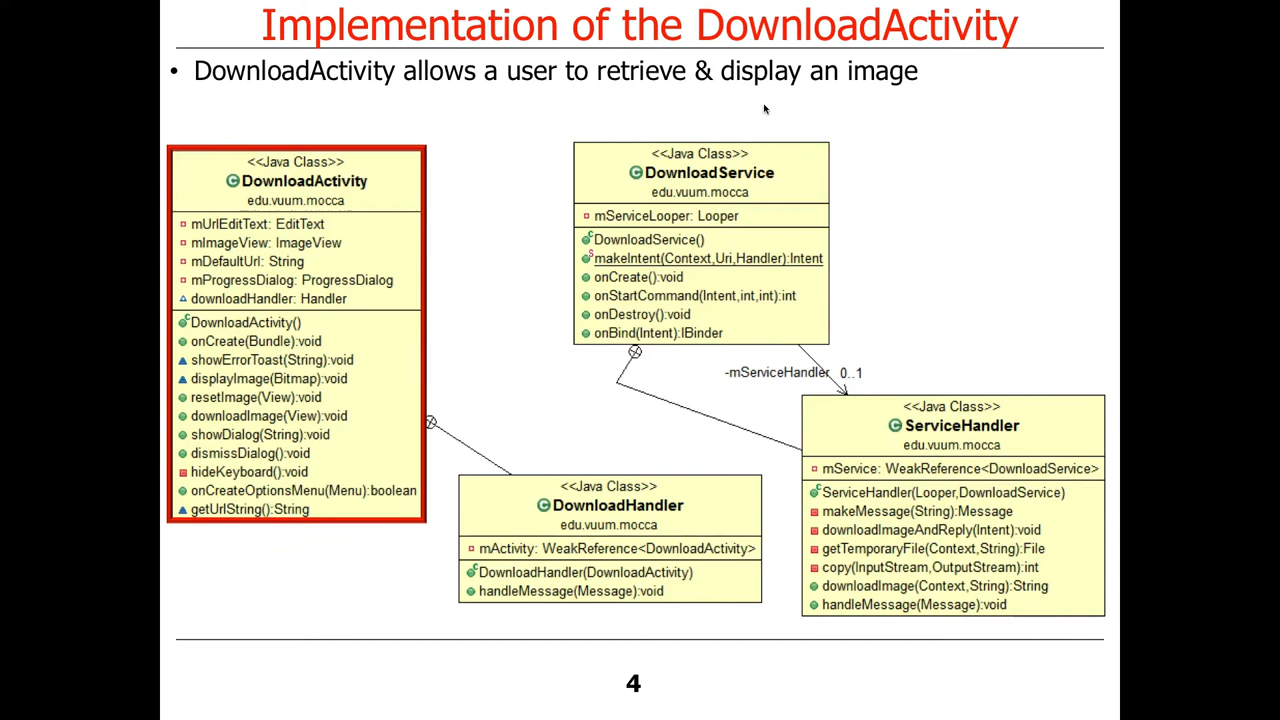 Implementation of the DownloadActivity
• DownloadActivity allows a user to retrieve & display an image
<<Java Class>>
DownloadActivity
edu.vuum.mocca
mUrlEditText: EditText
mImageView: ImageView
mDefaultUrl: String
mProgressDialog: ProgressDialog
downloadHandler: Handler
DownloadActivity()
onCreate(Bundle):void
showErrorToast(String):void
displayImage(Bitmap):void
resetImage(View):void
downloadImage(View):void
showDialog(String):void
dismissDialog():void
hideKeyboard():void
onCreateOptionsMenu(Menu):boolean
getUrlString():String
<<Java Class>>
DownloadService
edu.vuum.mocca
mServiceLooper: Looper
DownloadService()
makeIntent(Context,Uri,Handler):Intent
onCreate():void
onStartCommand(Intent,int,int):int
onDestroy():void
onBind(Intent):IBinder
-mServiceHandler 0..1
<<Java Class>>
DownloadHandler
edu.vuum.mocca
mActivity: WeakReference<DownloadActivity>
DownloadHandler(DownloadActivity)
handleMessage(Message):void
<<Java Class>>
ServiceHandler
edu.vuum.mocca
mService: WeakReference<DownloadService>
ServiceHandler(Looper,DownloadService)
makeMessage(String):Message
downloadImageAndReply(Intent):void
getTemporaryFile(Context,String):File
copy(InputStream,OutputStream):int
downloadImage(Context,String):String
handleMessage(Message):void
4